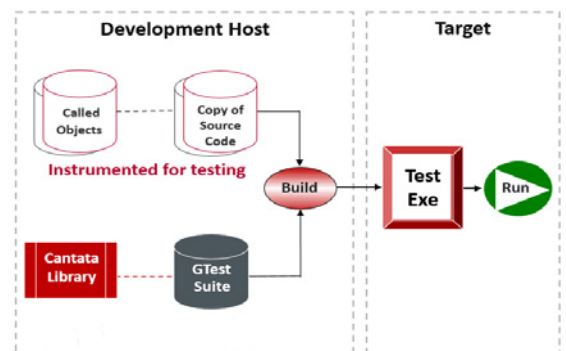 Development Host
Target
Called
Objects
Copy of
Source
Code
Instrumented for testing
Build
Test
Exe
Run
Cantata
Library
GTest
Suite